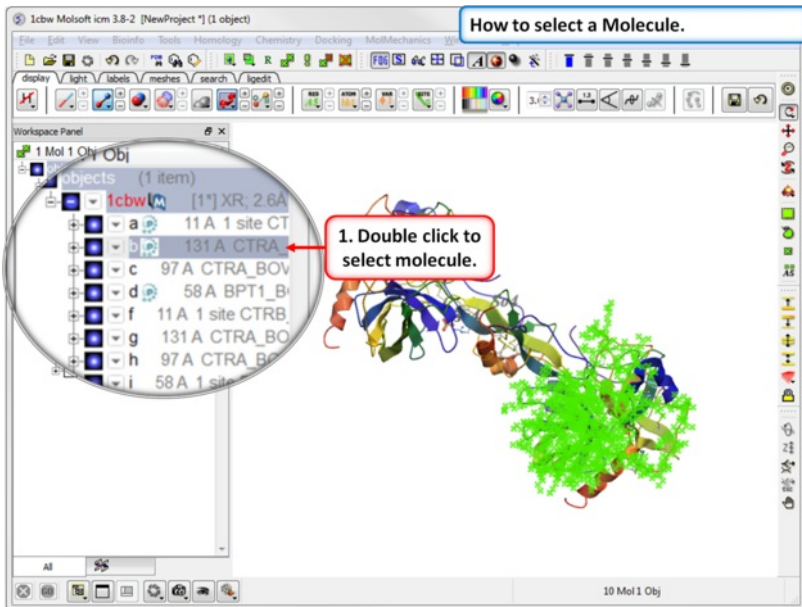 1cbw Molsoft icm 3.8-2 [NewProject *] (1 object)
How to select a Molecule.
File Edit View Bioinfo Tools Homology Chemistry Docking MolMechanics
display light labels meshes search ligedit
Workspace Panel
1 Mol 1 Obj
Obj
objects (1 item)
1cbw [1*] XR; 2.6A
a 11 A 1 site CT
b 131 A CTRA_
c 97 A CTRA_BOV
d 58 A BPT1_B
f 11 A 1 site CTRB_
g 131 A CTRA_BO
h 97 A CTRA_BO
i 58 A 1 site
1. Double click to
select molecule.
All
10 Mol 1 Obj